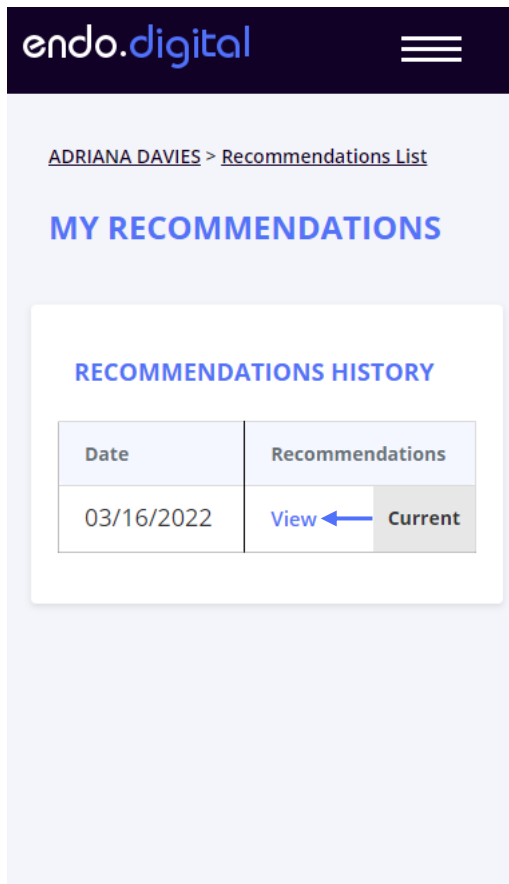 endo.digital
ADRIANA DAVIES > Recommendations List
MY RECOMMENDATIONS
RECOMMENDATIONS HISTORY
Date Recommendations
03/16/2022 View Current